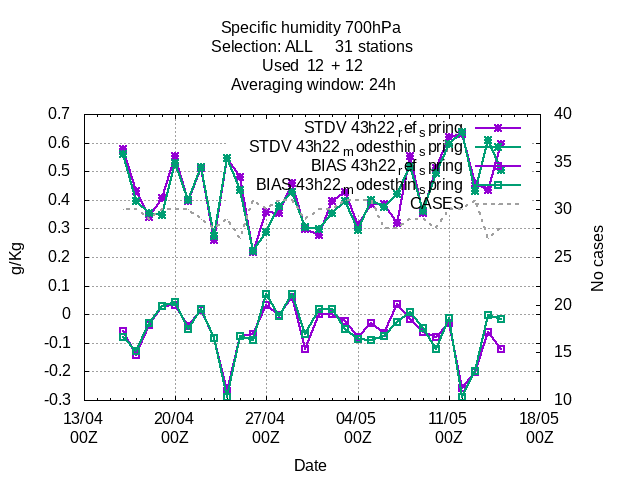 Specific humidity 700hPa
Selection: ALL 31 stations
Used 12 + 12
Averaging window: 24h
0.7
0.6
0.5
0.4
0.3
0.2
0.1
0
-0.1
-0.2
-0.3
g/Kg
40
35
30
25
20
15
10
No cases
STDV 43h22_ref_spring
STDV 43h22_modesthin_spring
BIAS 43h22_ref_spring
BIAS 43h22_modesthin_spring
CASES
13/04 20/04 27/04 04/05 11/05 18/05
00Z 00Z 00Z 00Z 00Z 00Z
Date